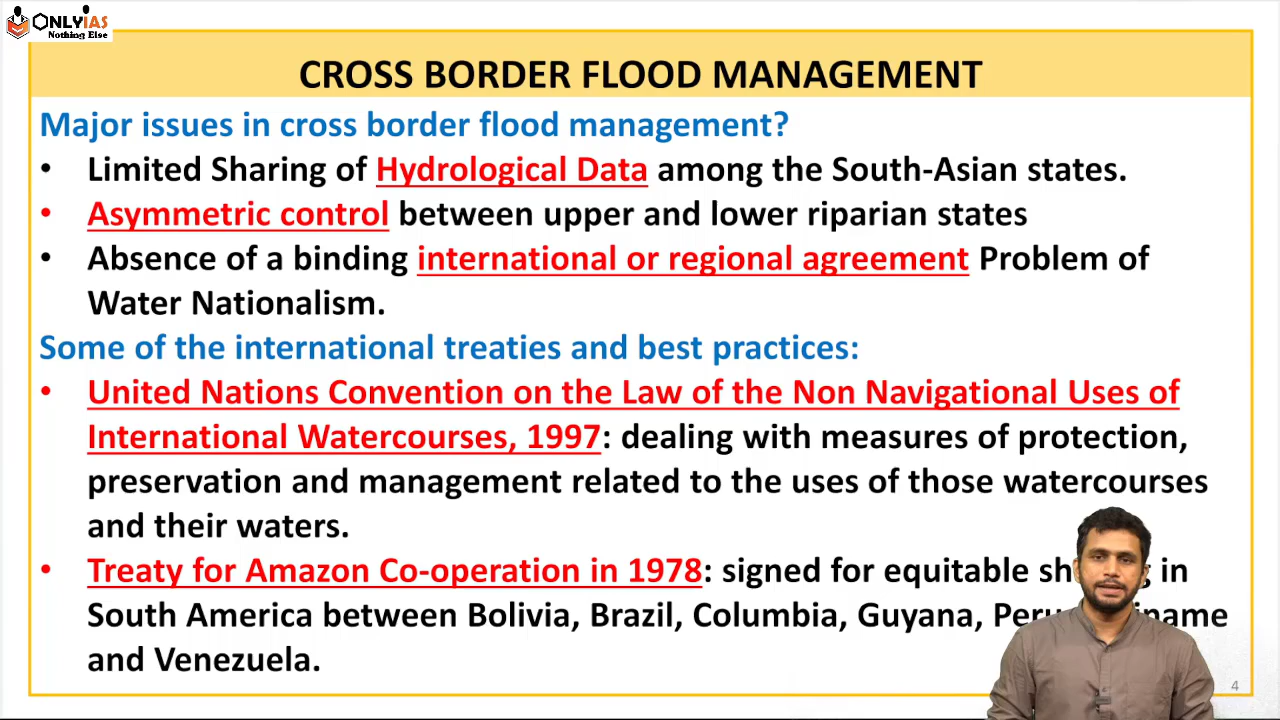 ONLYIAS
Nothing Else
CROSS BORDER FLOOD MANAGEMENT
Major issues in cross border flood management?
• Limited Sharing of Hydrological Data among the South-Asian states.
• Asymmetric control between upper and lower riparian states
• Absence of a binding international or regional agreement Problem of
Water Nationalism.
Some of the international treaties and best practices:
• United Nations Convention on the Law of the Non Navigational Uses of
International Watercourses, 1997: dealing with measures of protection,
preservation and management related to the uses of those watercourses
and their waters.
• Treaty for Amazon Co-operation in 1978: signed for equitable in
South America between Bolivia, Brazil, Columbia, Guyana,
and Venezuela.
4